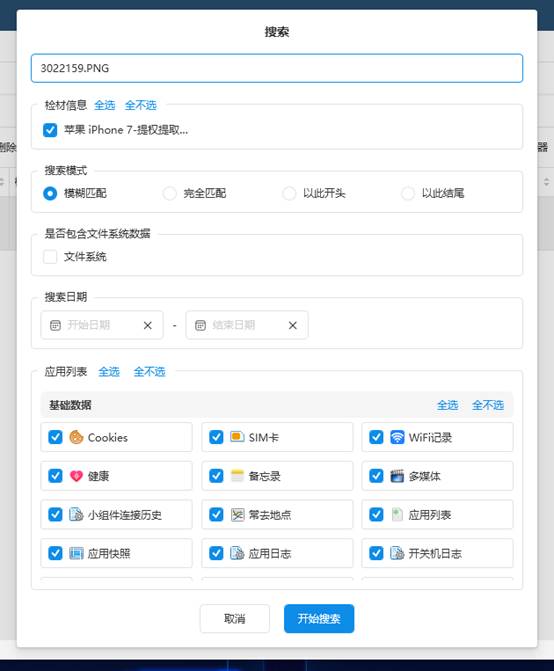 搜索
3022159.PNG
检材信息 全选 全不选
苹果 iPhone 7-提权提取...
搜索模式
模糊匹配 完全匹配 以此开头 以此结尾
是否包含文件系统数据
文件系统
搜索日期
开始日期 - 结束日期
应用列表 全选 全不选
基础数据 全选 全不选
Cookies SIM卡 WiFi记录
健康 备忘录 多媒体
小组件连接历史 常去地点 应用列表
应用快照 应用日志 开关机日志
取消 开始搜索
删除
器